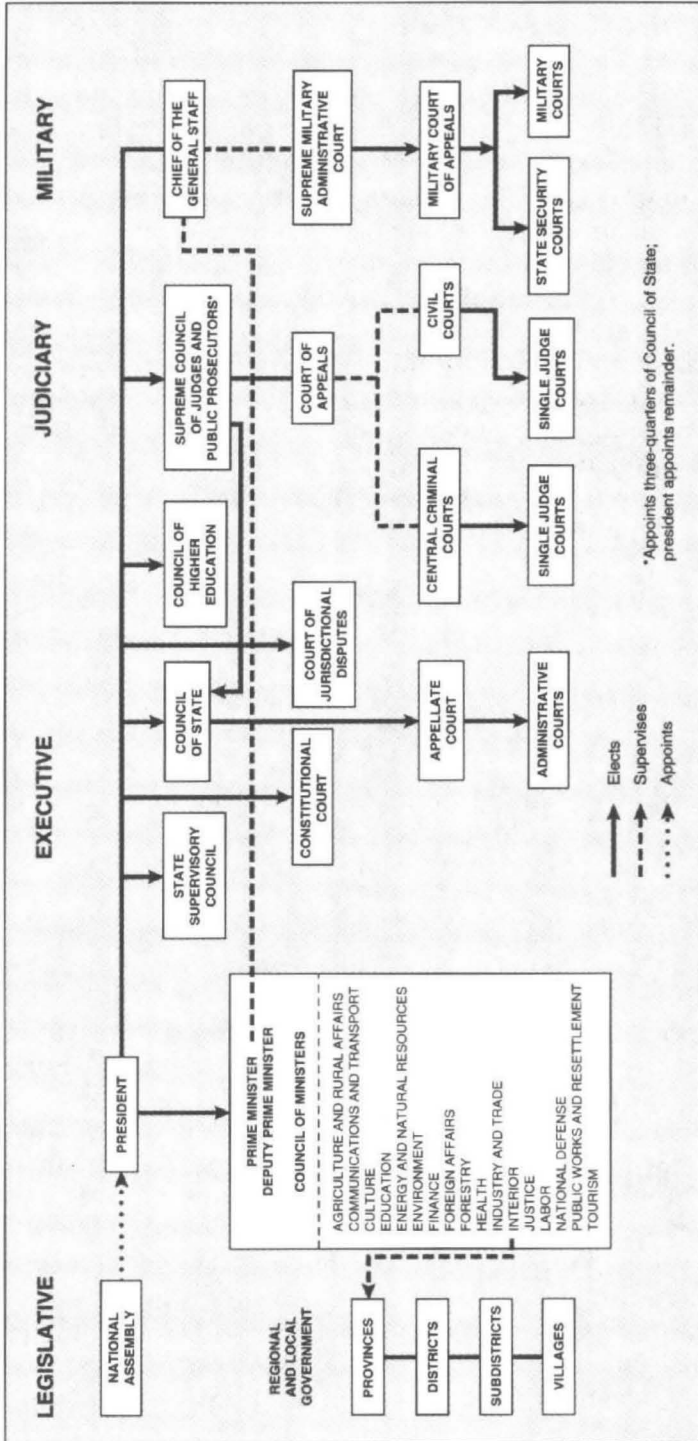 LEGISLATIVE
EXECUTIVE
JUDICIARY
MILITARY
NATIONAL
ASSEMBLY
PRESIDENT
REGIONAL
AND LOCAL
GOVERNMENT
PROVINCES
DISTRICTS
SUBDISTRICTS
VILLAGES
PRIME MINISTER
DEPUTY PRIME MINISTER
COUNCIL OF MINISTERS
AGRICULTURE AND RURAL AFFAIRS
COMMUNICATIONS AND TRANSPORT
CULTURE
EDUCATION
ENERGY AND NATURAL RESOURCES
ENVIRONMENT
FINANCE
FOREIGN AFFAIRS
FORESTRY
HEALTH
INDUSTRY AND TRADE
INTERIOR
JUSTICE
LABOR
NATIONAL DEFENSE
PUBLIC WORKS AND RESETTLEMENT
TOURISM
STATE
SUPERVISORY
COUNCIL
COUNCIL
OF STATE
COUNCIL OF
HIGHER
EDUCATION
SUPREME COUNCIL
OF JUDGES AND
PUBLIC PROSECUTORS*
CHIEF OF THE
GENERAL STAFF
CONSTITUTIONAL
COURT
COURT OF
JURISDICTIONAL
DISPUTES
COURT OF
APPEALS
SUPREME MILITARY
ADMINISTRATIVE
COURT
APPELLATE
COURT
CENTRAL CRIMINAL
COURTS
CIVIL
COURTS
MILITARY COURT
OF APPEALS
ADMINISTRATIVE
COURTS
SINGLE JUDGE
COURTS
SINGLE JUDGE
COURTS
STATE SECURITY
COURTS
MILITARY
COURTS
Elects
Supervises
Appoints
*Appoints three-quarters of Council of State;
president appoints remainder.